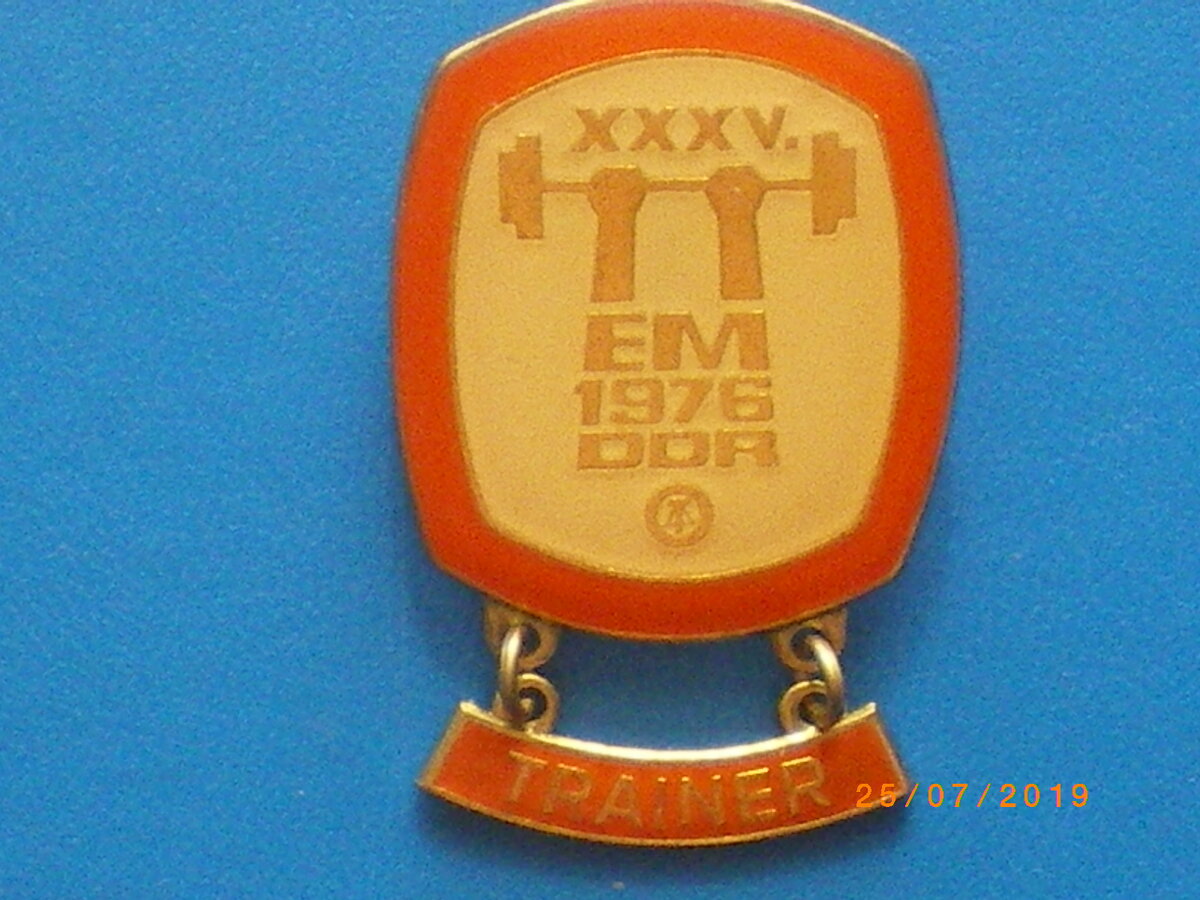 XXXV.
EM
1976
DDR
TRAINER
25/07/2019